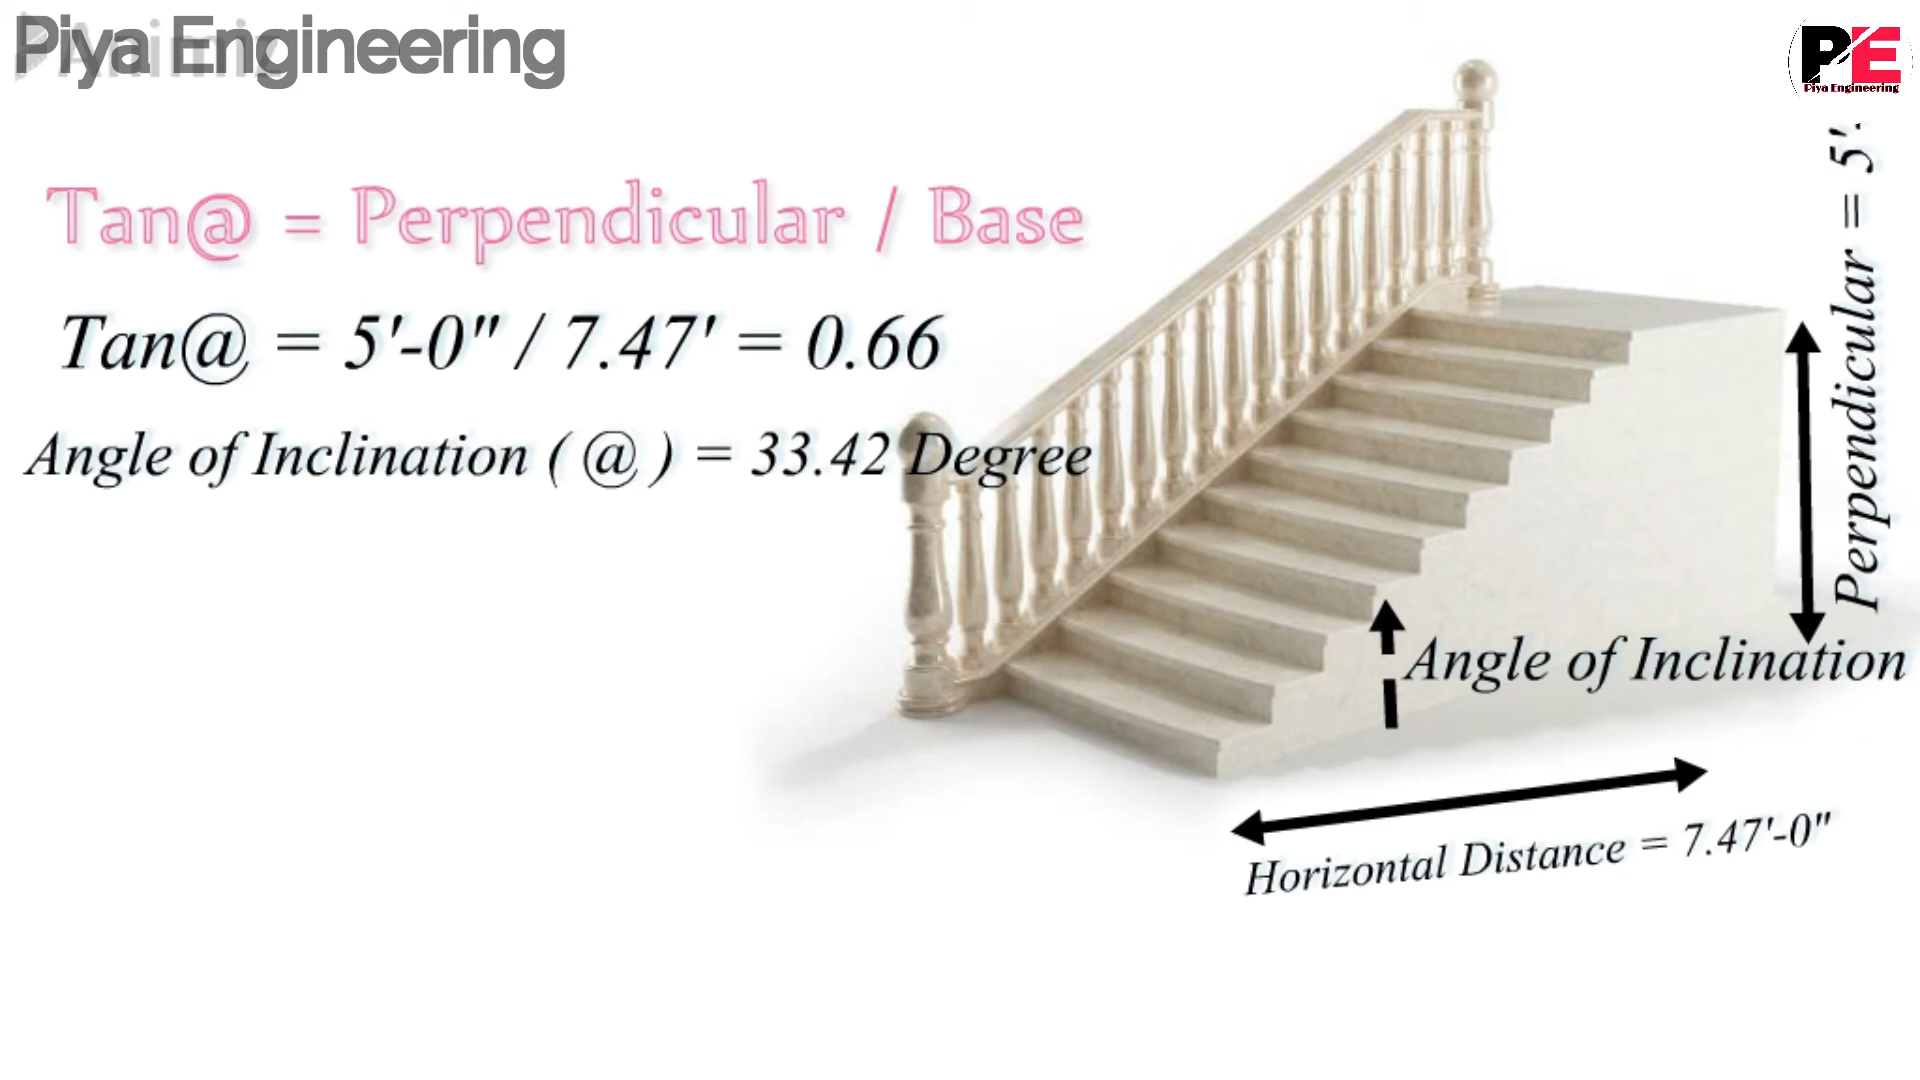 Piya Engineering
PE
Piya Engineering
Tan@ = Perpendicular / Base
Tan@ = 5'-0" / 7.47' = 0.66
Angle of Inclination ( @ ) = 33.42 Degree
Perpendicular = 5'
Angle of Inclination
Horizontal Distance = 7.47'-0"